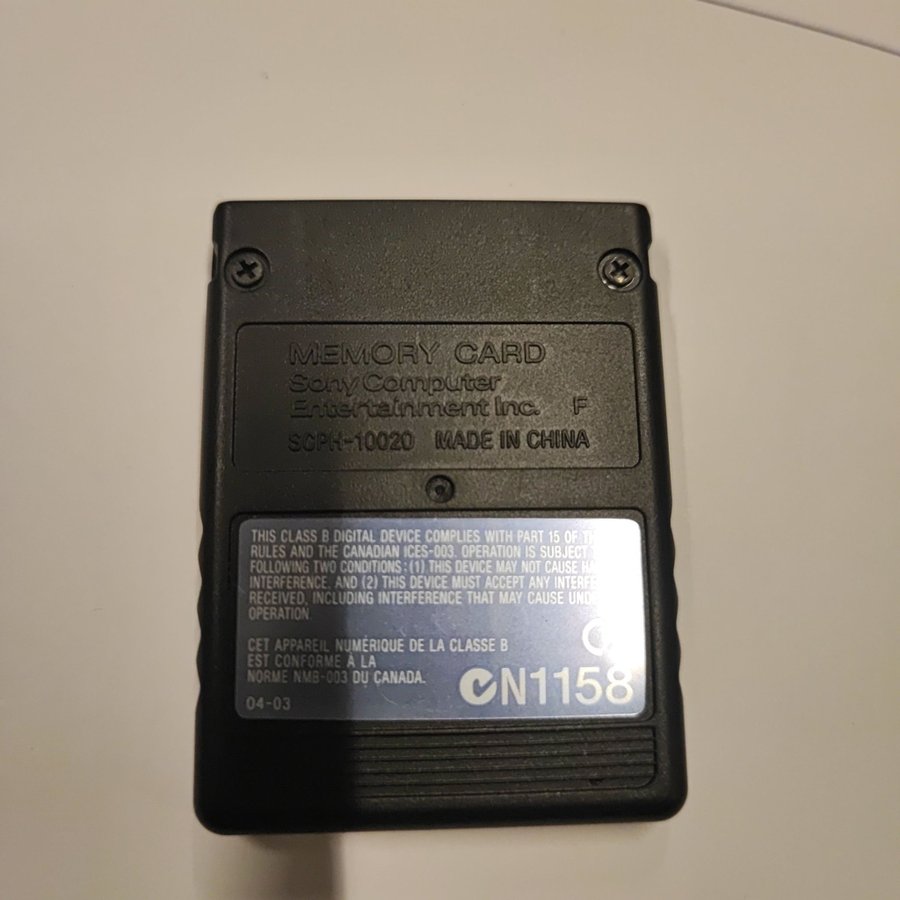 MEMORY CARD
Sony Computer
Entertainment Inc. F
SCPH-10020 MADE IN CHINA
THIS CLASS B DIGITAL DEVICE COMPLIES WITH PART 15 OF
RULES AND THE CANADIAN ICES-003. OPERATION IS SUBJECT
FOLLOWING TWO CONDITIONS:(1) THIS DEVICE MAY NOT CAUSE
INTERFERENCE, AND (2) THIS DEVICE MUST ACCEPT ANY
RECEIVED, INCLUDING INTERFERENCE THAT MAY CAUSE
OPERATION
CET APPAREIL NUMÉRIQUE DE LA CLASSE B
EST CONFORME À LA
NORME NMB-003 DU CANADA.
N1158
04-03